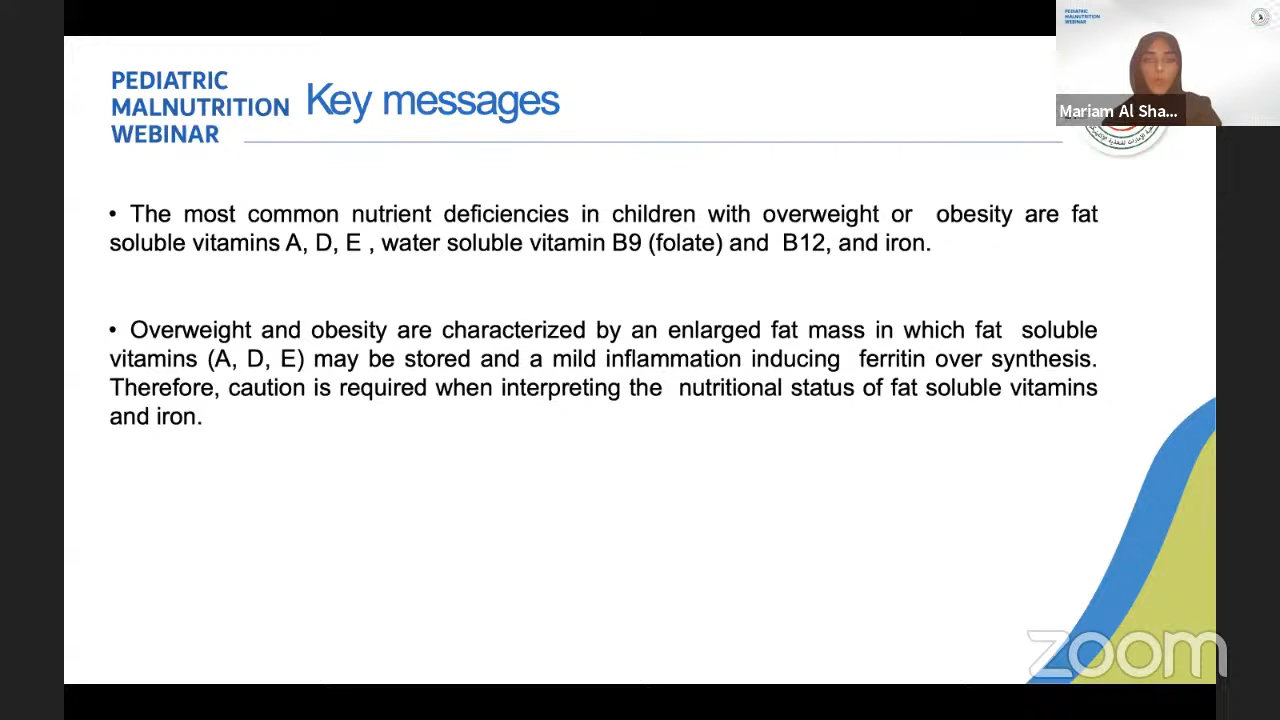 PEDIATRIC
MALNUTRITION
WEBINAR
Key messages
PEDIATRIC
MALNUTRITION
WEBINAR
Mariam Al Sha...
• The most common nutrient deficiencies in children with overweight or obesity are fat
soluble vitamins A, D, E , water soluble vitamin B9 (folate) and B12, and iron.
• Overweight and obesity are characterized by an enlarged fat mass in which fat soluble
vitamins (A, D, E) may be stored and a mild inflammation inducing ferritin over synthesis.
Therefore, caution is required when interpreting the nutritional status of fat soluble vitamins
and iron.
zoom